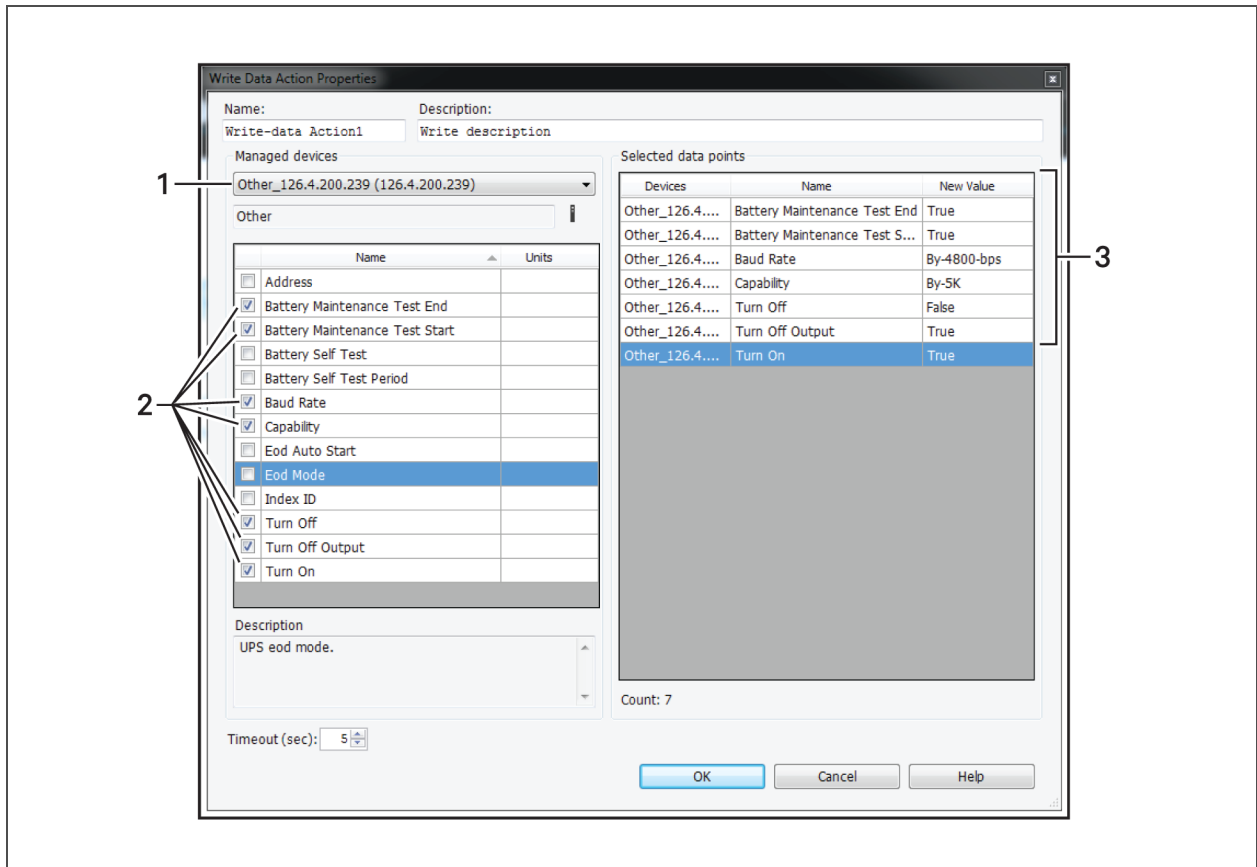 Write Data Action Properties
Name: Description:
Write-data Action1 Write description
Managed devices
Selected data points
1
Other_126.4.200.239 (126.4.200.239)
Other
Name Units
Address
Battery Maintenance Test End
Battery Maintenance Test Start
Battery Self Test
Battery Self Test Period
Baud Rate
Capability
Eod Auto Start
Eod Mode
Index ID
Turn Off
Turn Off Output
Turn On
2
Description
UPS eod mode.
Devices Name New Value
Other_126.4.... Battery Maintenance Test End True
Other_126.4.... Battery Maintenance Test S... True
Other_126.4.... Baud Rate By-4800-bps
Other_126.4.... Capability By-5K
Other_126.4.... Turn Off False
Other_126.4.... Turn Off Output True
Other_126.4.... Turn On True
3
Count: 7
Timeout (sec): 5
OK Cancel Help